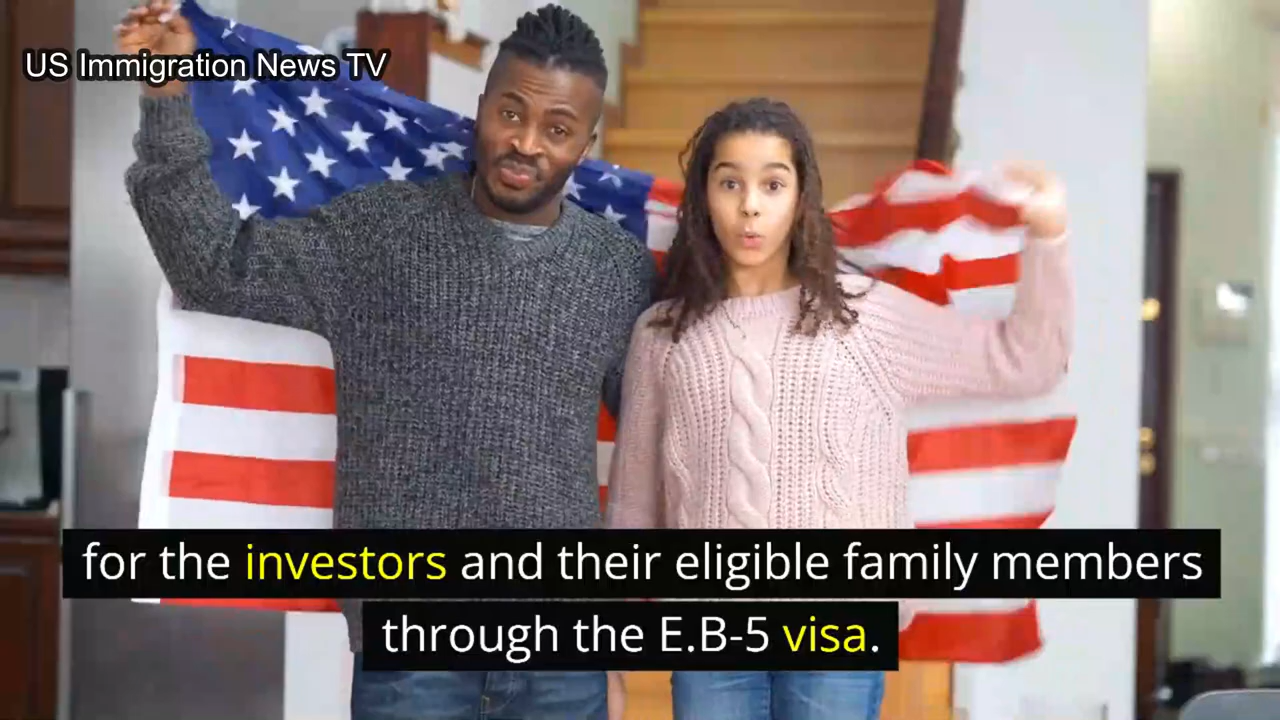 US Immigration News TV
for the investors and their eligible family members
through the E.B-5 visa.